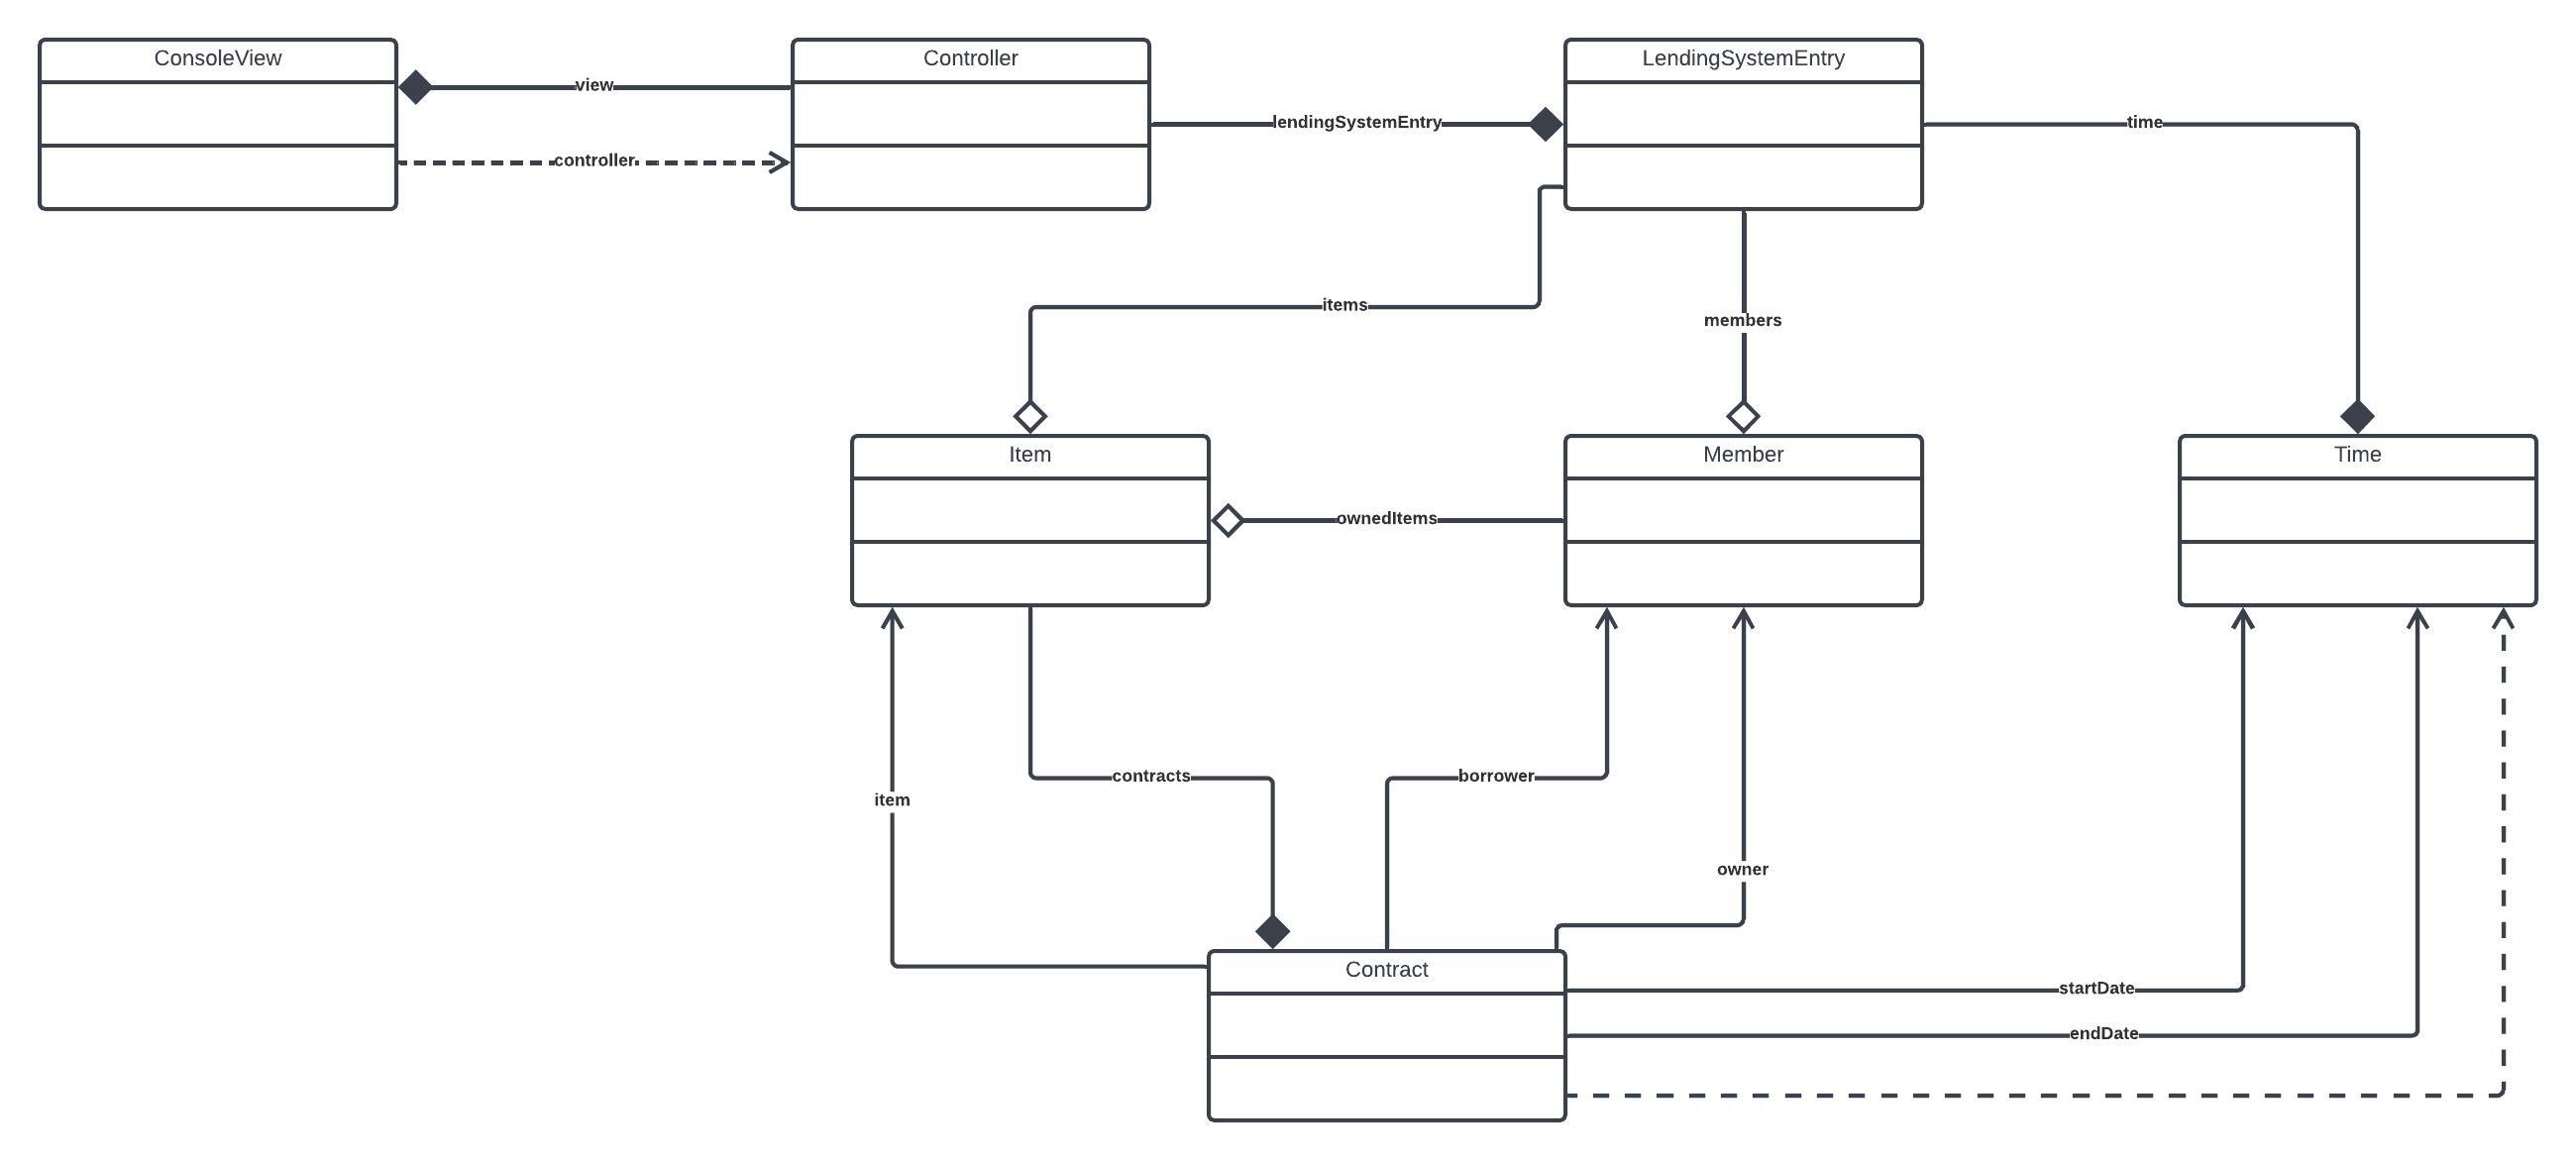 ConsoleView
Controller
LendingSystemEntry
view
lendingSystemEntry
time
controller
items
members
Item
Member
Time
ownedItems
contracts
borrower
item
owner
Contract
startDate
endDate